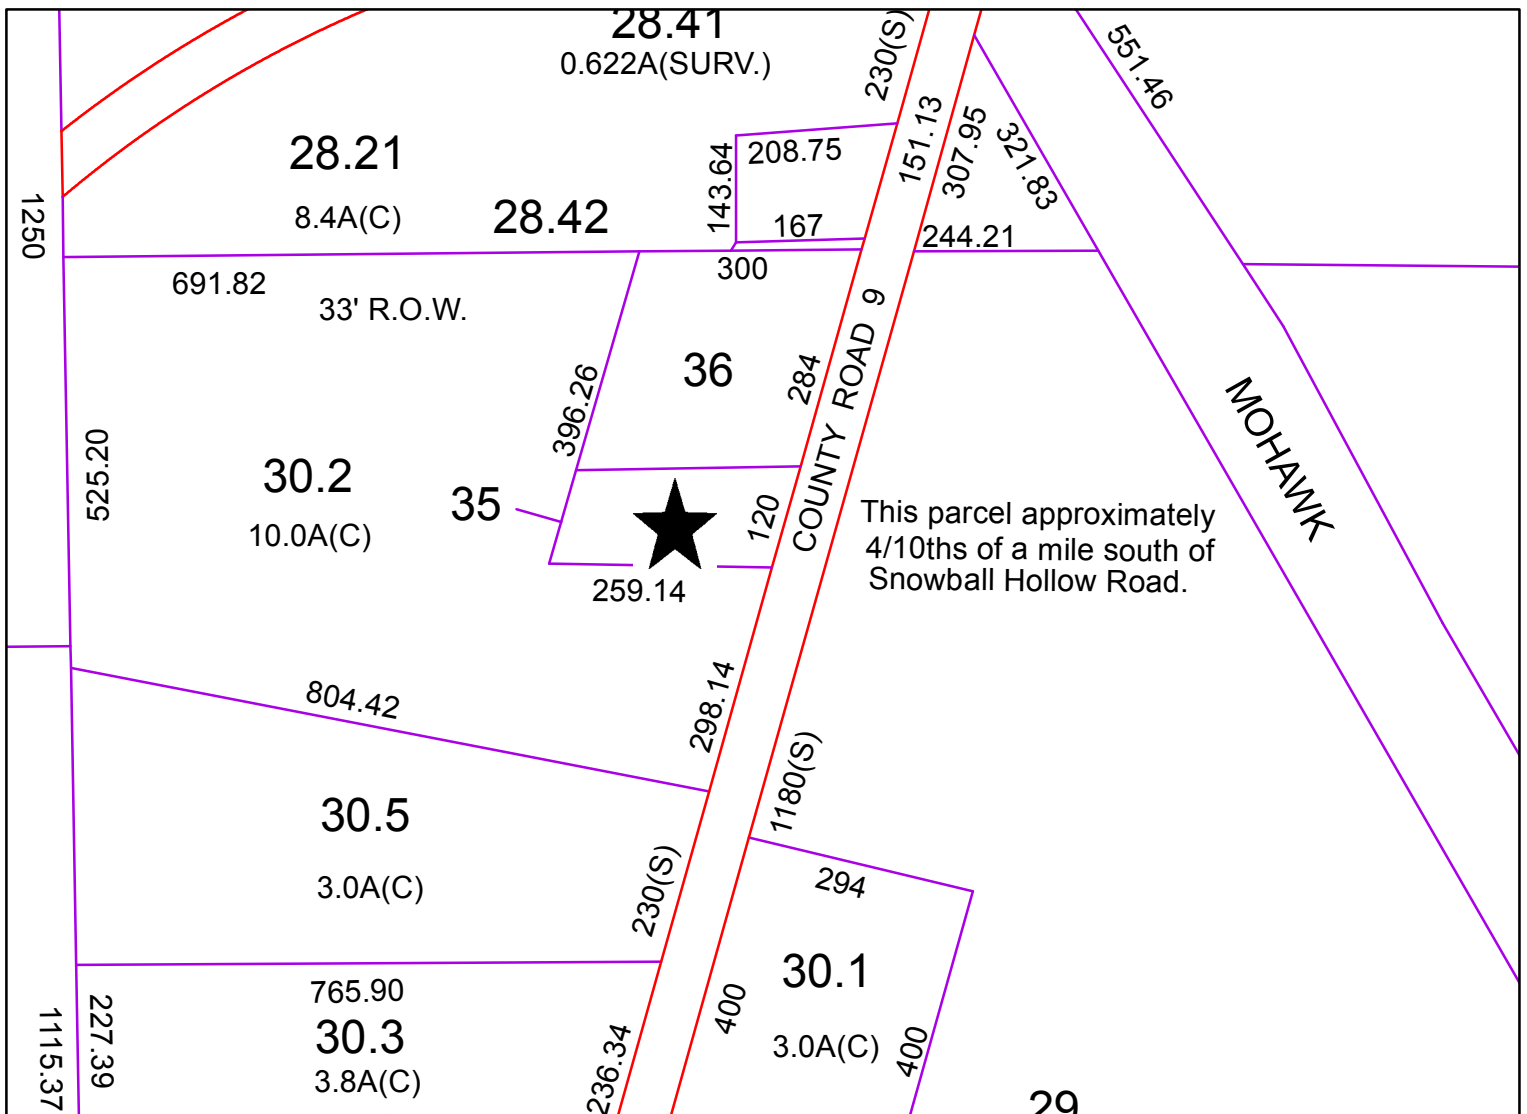 28.41
0.622A(SURV.)
230(S)
551.46
151.13
307.95
321.83
28.21
208.75
143.64
8.4A(C)
28.42
167
1250
244.21
691.82
300
33' R.O.W.
36
284
396.26
COUNTY ROAD 9
MOHAWK
525.20
30.2
10.0A(C)
35
120
This parcel approximately
4/10ths of a mile south of
Snowball Hollow Road.
259.14
804.42
298.14
1180(S)
30.5
3.0A(C)
230(S)
294
30.1
765.90
400
30.3
3.0A(C)
400
3.8A(C)
236.34
227.39
1115.37
29